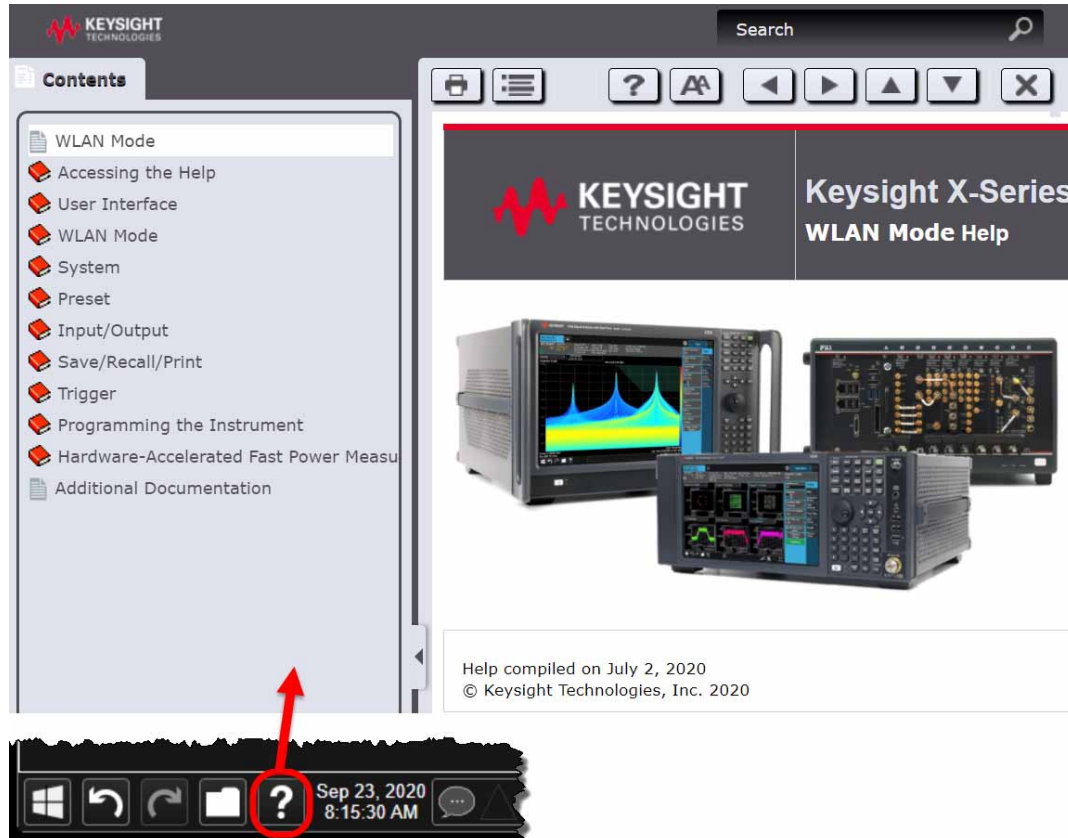 KEYSIGHT
TECHNOLOGIES
Search
Contents
? AA
WLAN Mode
Accessing the Help
User Interface
WLAN Mode
System
Preset
Input/Output
Save/Recall/Print
Trigger
Programming the Instrument
Hardware-Accelerated Fast Power Measu
Additional Documentation
KEYSIGHT
TECHNOLOGIES
Keysight X-Series
WLAN Mode Help
PXI
Help compiled on July 2, 2020
© Keysight Technologies, Inc. 2020
?
Sep 23, 2020
8:15:30 AM